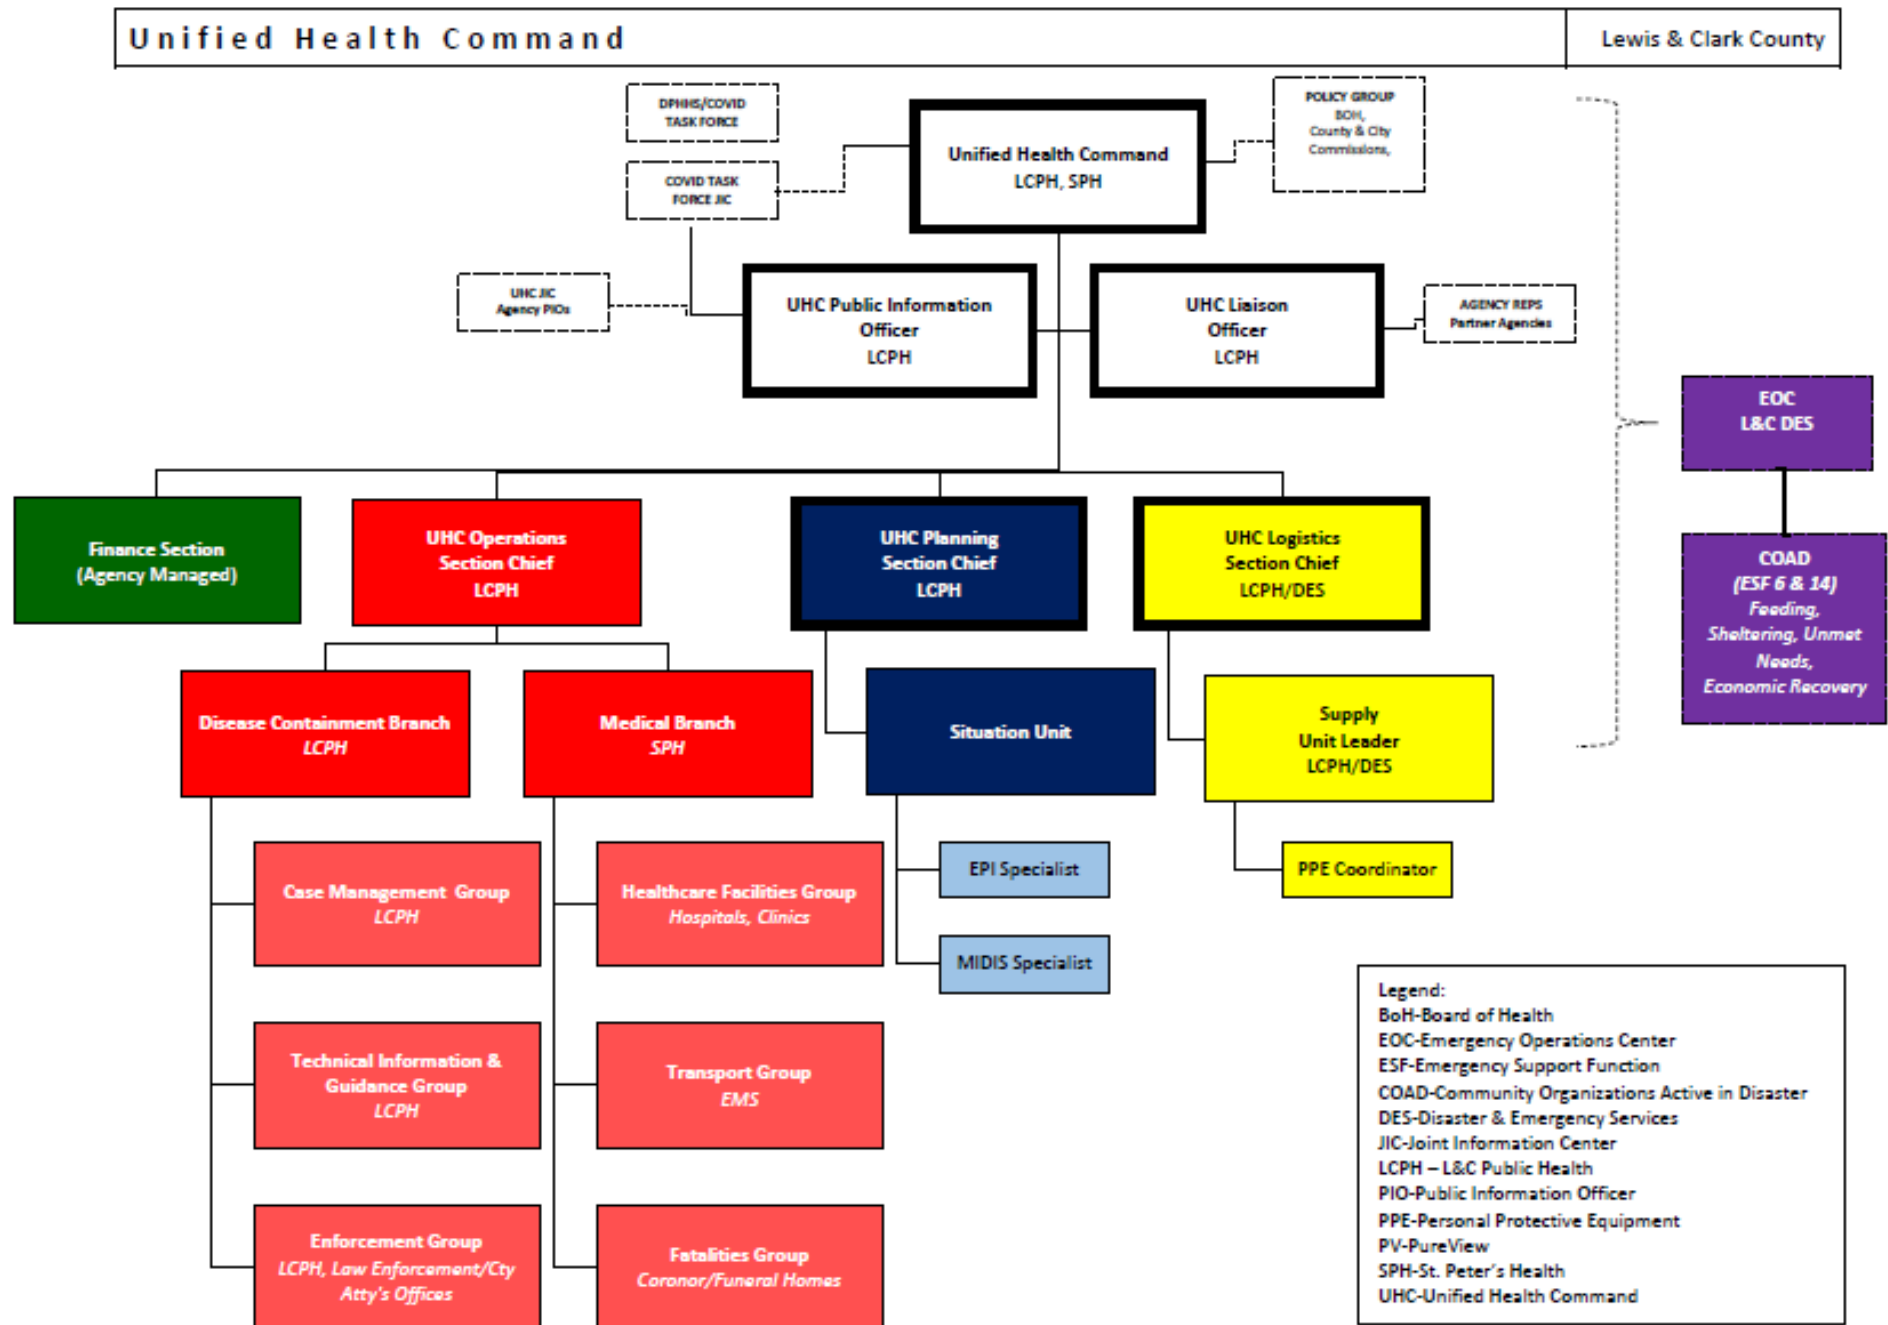 Unified Health Command
Lewis & Clark County
DPHHS/COVID
TASK FORCE
COVID TASK
FORCE JIC
Unified Health Command
LCPH, SPH
POLICY GROUP
BOH,
County & City
Commissions,
UHC JIC
Agency PIOs
UHC Public Information
Officer
LCPH
UHC Liaison
Officer
LCPH
AGENCY REPS
Partner Agencies
EOC
L&C DES
COAD
(ESF 6 & 14)
Feeding,
Sheltering, Unmet
Needs,
Economic Recovery
Finance Section
(Agency Managed)
UHC Operations
Section Chief
LCPH
UHC Planning
Section Chief
LCPH
UHC Logistics
Section Chief
LCPH/DES
Disease Containment Branch
LCPH
Medical Branch
SPH
Situation Unit
Supply
Unit Leader
LCPH/DES
Case Management Group
LCPH
Healthcare Facilities Group
Hospitals, Clinics
EPI Specialist
PPE Coordinator
MIDIS Specialist
Technical Information &
Guidance Group
LCPH
Transport Group
EMS
Enforcement Group
LCPH, Law Enforcement/Cty
Atty's Offices
Fatalities Group
Coronor/Funeral Homes
Legend:
BoH-Board of Health
EOC-Emergency Operations Center
ESF-Emergency Support Function
COAD-Community Organizations Active in Disaster
DES-Disaster & Emergency Services
JIC-Joint Information Center
LCPH – L&C Public Health
PIO-Public Information Officer
PPE-Personal Protective Equipment
PV-PureView
SPH-St. Peter's Health
UHC-Unified Health Command